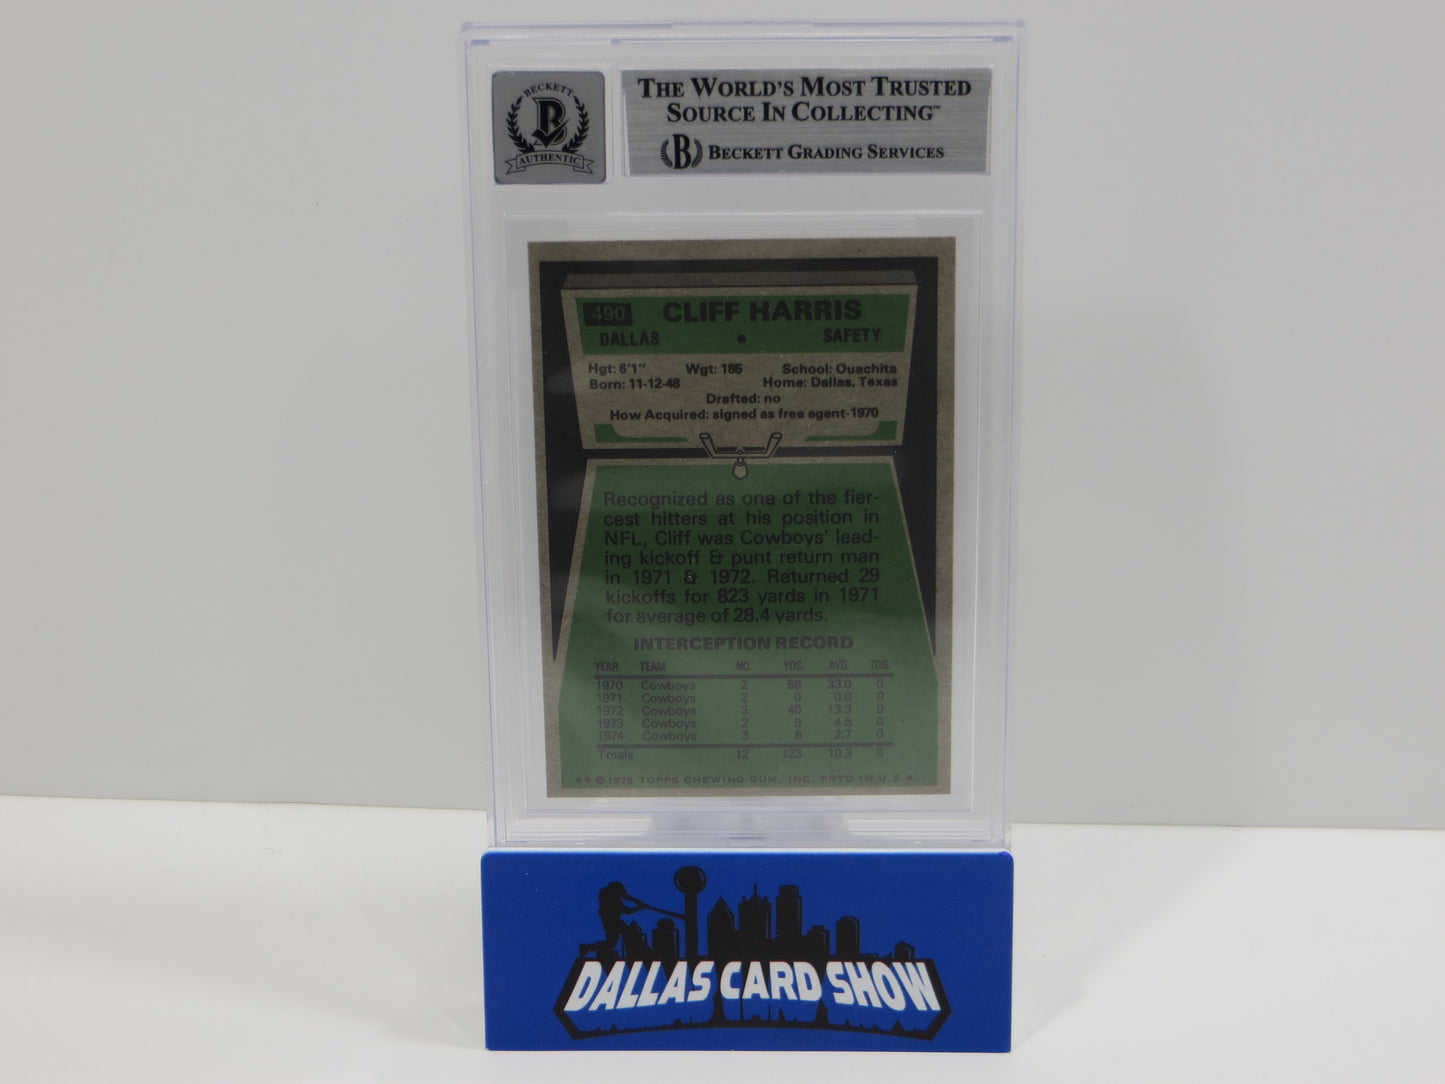 BECKETT
B
AUTHENTIC
THE WORLD'S MOST TRUSTED
SOURCE IN COLLECTING™
B BECKETT GRADING SERVICES
490 CLIFF HARRIS
DALLAS • SAFETY
Hgt: 6'1" Wgt: 185 School: Ouachita
Born: 11-12-48 Home: Dallas, Texas
Drafted: no
How Acquired: signed as free agent-1970
Recognized as one of the fier-
cest hitters at his position in
NFL, Cliff was Cowboys' lead-
ing kickoff & punt return man
in 1971 & 1972. Returned 29
kickoffs for 823 yards in 1971
for average of 28.4 yards.
INTERCEPTION RECORD
YEAR TEAM NO. YDS. AVG. TDS.
1970 Cowboys 2 66 33.0 0
1971 Cowboys 2 0 0.0 0
1972 Cowboys 3 40 13.3 0
1973 Cowboys 2 9 4.5 0
1974 Cowboys 3 8 2.7 0
Totals 12 123 10.3 0
** © 1975 TOPPS CHEWING GUM, INC. PRTD IN U.S.A.
DALLAS CARD SHOW